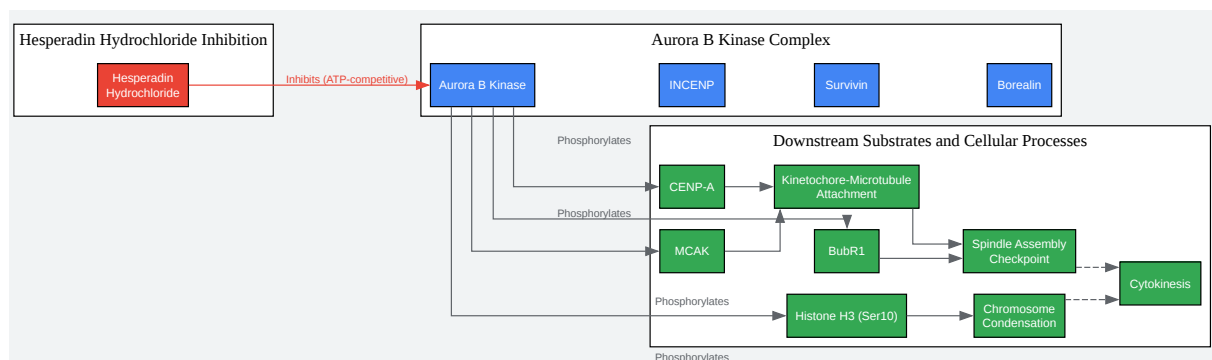 Hesperadin Hydrochloride Inhibition
Aurora B Kinase Complex
Hesperadin
Hydrochloride
Inhibits (ATP-competitive)
Aurora B Kinase
INCENP
Survivin
Borealin
Phosphorylates
Downstream Substrates and Cellular Processes
CENP-A
Kinetochore-Microtubule
Attachment
Phosphorylates
MCAK
BubR1
Spindle Assembly
Checkpoint
Cytokinesis
Phosphorylates
Histone H3 (Ser10)
Chromosome
Condensation
Phosphorylates